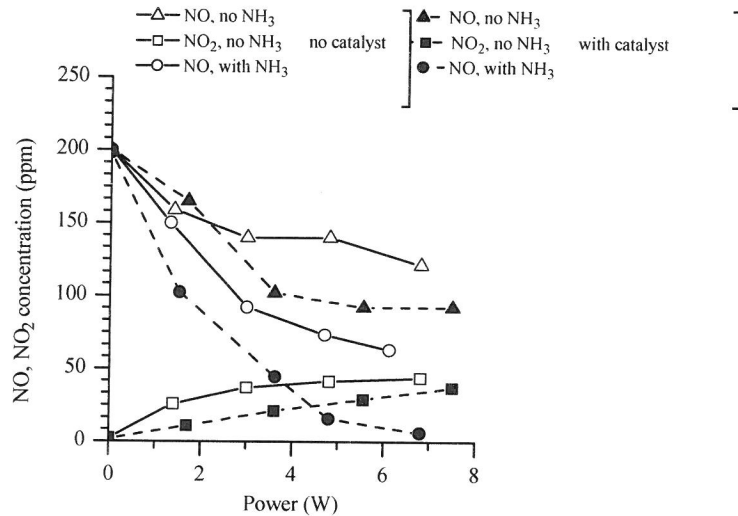 NO, no NH3 NO, no NH3
NO2, no NH3 no catalyst NO2, no NH3 with catalyst
NO, with NH3 NO, with NH3
250
200
150
100
50
0
NO, NO2 concentration (ppm)
0 2 4 6 8
Power (W)